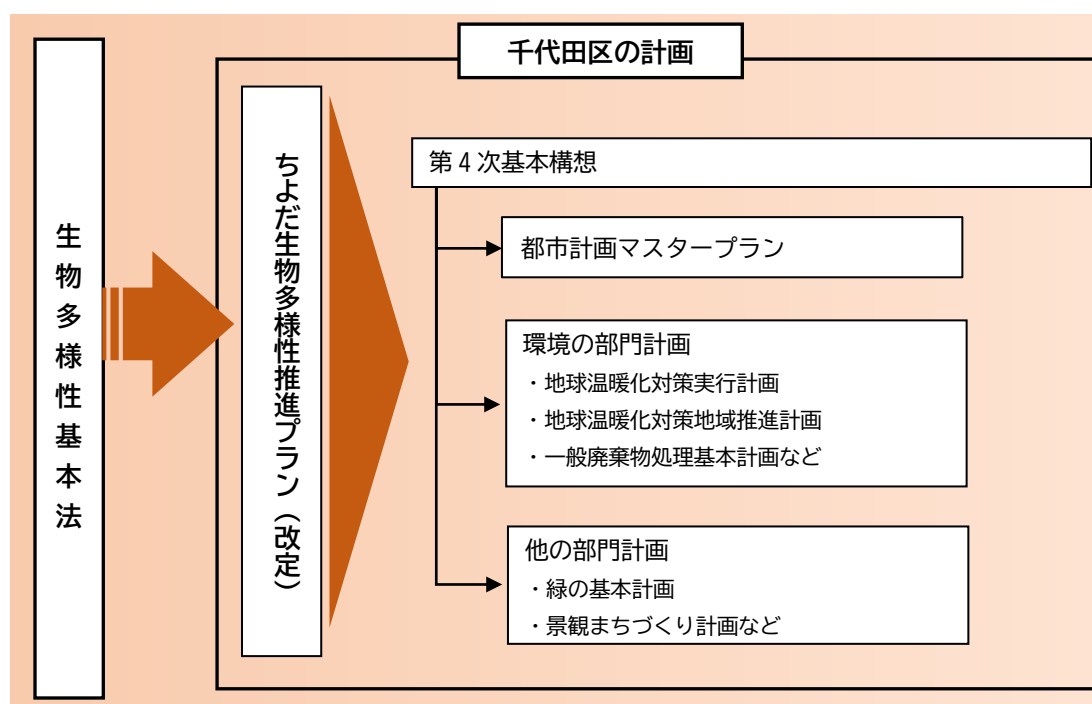 千代田区の計画
生物多様性基本法
ちよだ生物多様性推進プラン（改定）
第４次基本構想
都市計画マスタープラン
環境の部門計画
・地球温暖化対策実行計画
・地球温暖化対策地域推進計画
・一般廃棄物処理基本計画など
他の部門計画
・緑の基本計画
・景観まちづくり計画など